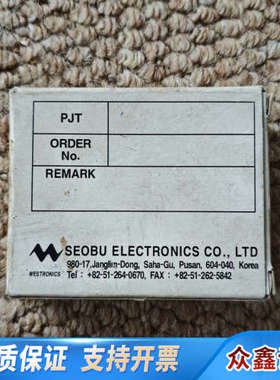 PJT
ORDER
No.
REMARK
SEOBU ELECTRONICS CO., LTD
WESTRONICS
980-17, Janglim-Dong, Saha-Gu, Pusan, 604-040, Korea
Tel : +82-51-264-0670, FAX : +82-51-262-5842
质保证 支持开票
众鑫